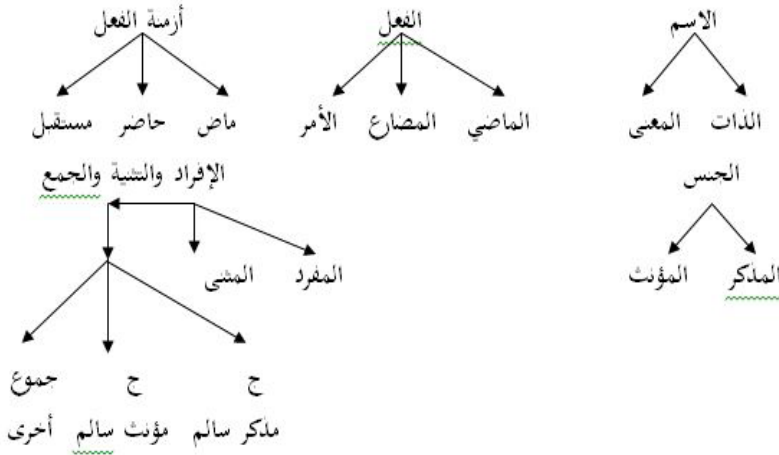 الاسم الفعل أزمنة الفعل
الذات المعنى الماضي المضارع الأمر ماض حاضر مستقبل
الجنس الإفراد والتثنية والجمع
المذكر المؤنث المفرد المثنى
ج ج جموع
مذكر سالم مؤنث سالم أخرى